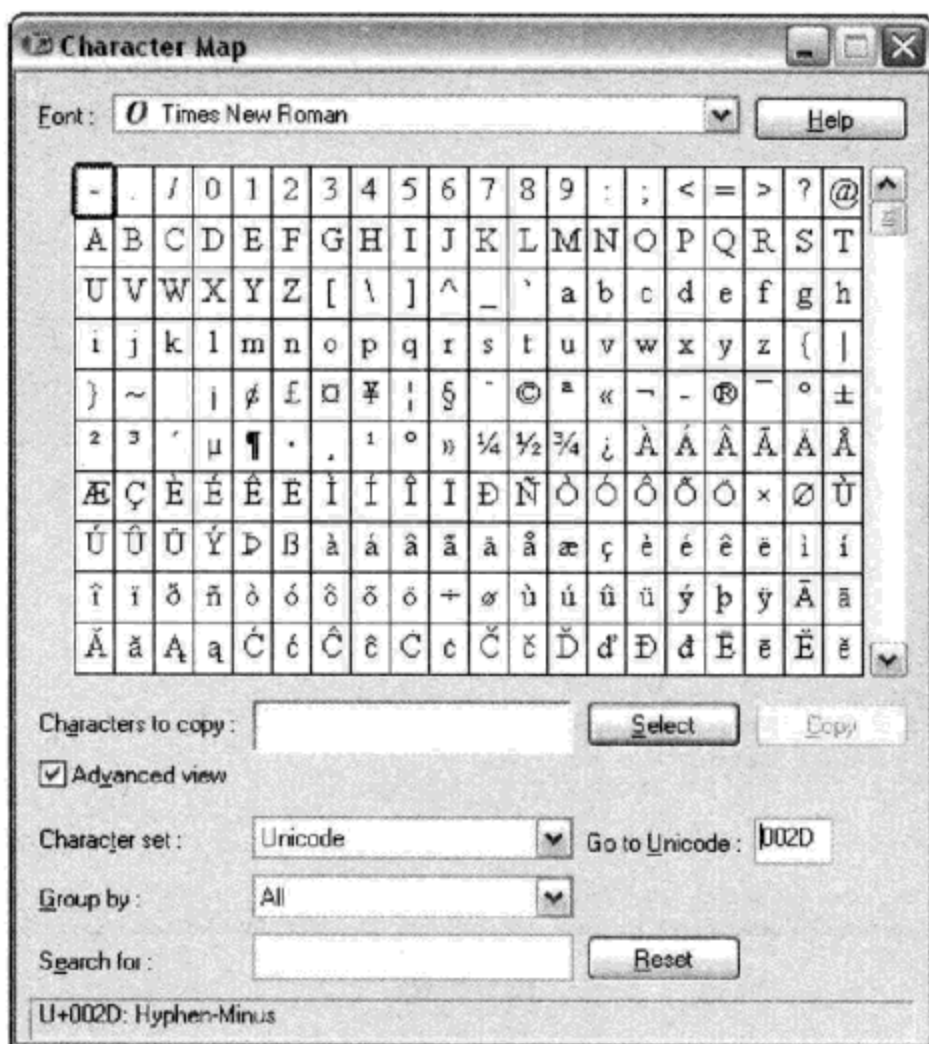 Character Map
Font : O Times New Roman Help
- . / 0 1 2 3 4 5 6 7 8 9 : ; < = > ? @
A B C D E F G H I J K L M N O P Q R S T
U V W X Y Z [ \ ] ^ _ ` a b c d e f g h
i j k l m n o p q r s t u v w x y z { |
} ~ ¡ ¢ £ ¤ ¥ ¦ § ¨ © ª « ¬ - ® ¯ ° ±
² ³ ´ µ ¶ · ¸ ¹ º » ¼ ½ ¾ ¿ À Á Â Ã Ä Å
Æ Ç È É Ê Ë Ì Í Î Ï Ð Ñ Ò Ó Ô Õ Ö × Ø Ù
Ú Û Ü Ý Þ ß à á â ã ä å æ ç è é ê ë ì í
î ï ð ñ ò ó ô õ ö ÷ ø ù ú û ü ý þ ÿ Ā ā
Ă ă Ą ą Ć ć Ĉ ĉ Ċ ċ Č č Ď ď Đ đ Ē ē Ĕ ĕ
Characters to copy : Select Copy
Advanced view
Character set : Unicode Go to Unicode : 002D
Group by : All
Search for : Reset
U+002D: Hyphen-Minus